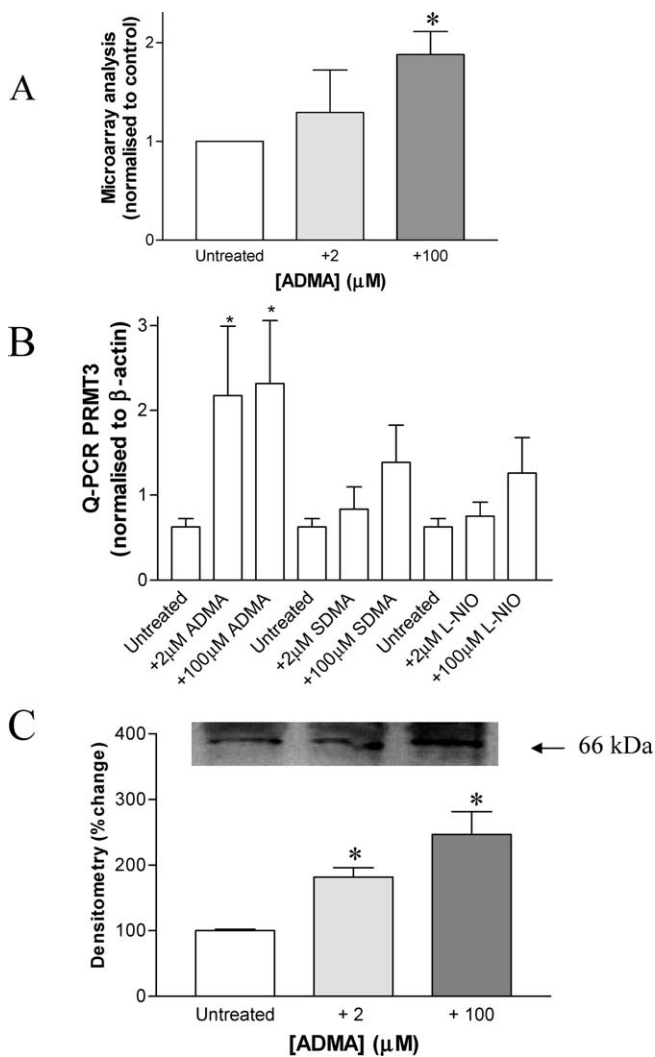 A
Microarray analysis
(normalised to control)
2
1
0
*
Untreated
+2
+100
[ADMA] (µM)
B
Q-PCR PRMT3
(normalised to β-actin)
3
2
1
0
*
*
Untreated
+2µM ADMA
+100µM ADMA
Untreated
+2µM SDMA
+100µM SDMA
Untreated
+2µM L-NIO
+100µM L-NIO
C
Densitometry (%change)
400
300
200
100
0
66 kDa
*
*
Untreated
+ 2
+ 100
[ADMA] (µM)